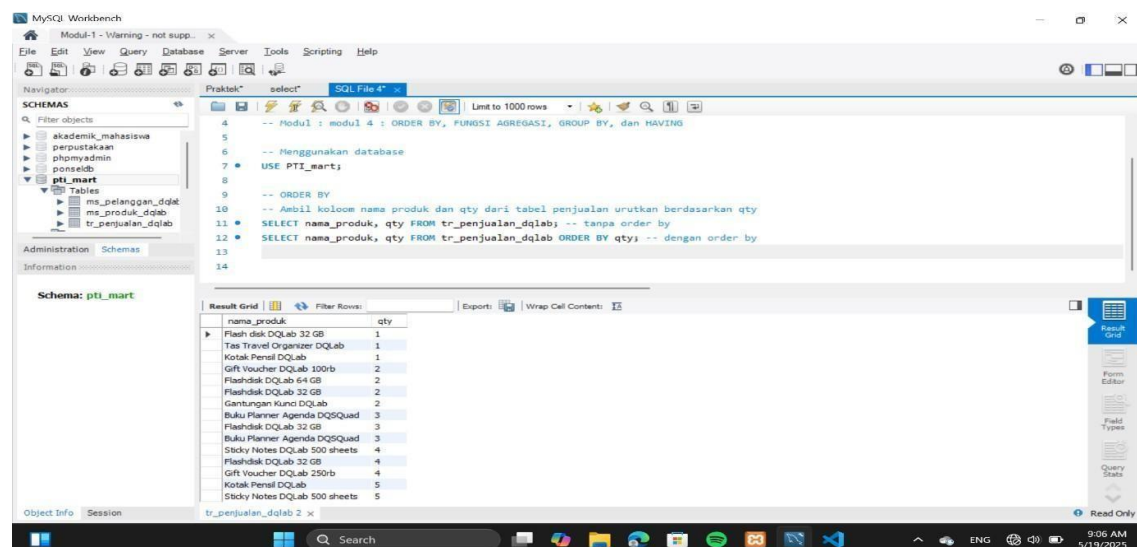 MySQL Workbench
Modul-1 - Warning - not supp..
File Edit View Query Database Server Tools Scripting Help
Navigator Praktek* select* SQL File 4*
SCHEMAS
Limit to 1000 rows
Filter objects
akademik_mahasiswa
perpustakaan
phpmyadmin
ponseldb
pti_mart
Tables
ms_pelanggan_dqlat
ms_produk_dqlab
tr_penjualan_dqlab
Administration Schemas
Information
Schema: pti_mart
4 -- Modul : modul 4 : ORDER BY, FUNGSI AGREGASI, GROUP BY, dan HAVING
5
6 -- Menggunakan database
7 USE PTI_mart;
8
9 -- ORDER BY
10 -- Ambil koloom nama produk dan qty dari tabel penjualan urutkan berdasarkan qty
11 SELECT nama_produk, qty FROM tr_penjualan_dqlab; -- tanpa order by
12 SELECT nama_produk, qty FROM tr_penjualan_dqlab ORDER BY qty; -- dengan order by
13
14
Result Grid Filter Rows: Export: Wrap Cell Content:
nama_produk qty
Flash disk DQLab 32 GB 1
Tas Travel Organizer DQLab 1
Kotak Pensil DQLab 1
Gift Voucher DQLab 100rb 2
Flashdisk DQLab 64 GB 2
Flashdisk DQLab 32 GB 2
Gantungan Kunci DQLab 2
Buku Planner Agenda DQSQuad 3
Flashdisk DQLab 32 GB 3
Buku Planner Agenda DQSQuad 3
Sticky Notes DQLab 500 sheets 4
Flashdisk DQLab 32 GB 4
Gift Voucher DQLab 250rb 4
Kotak Pensil DQLab 5
Sticky Notes DQLab 500 sheets 5
Result Grid
Form Editor
Field Types
Query Stats
Object Info Session tr_penjualan_dqlab 2 Read Only
Search ENG 9:06 AM
5/19/2025